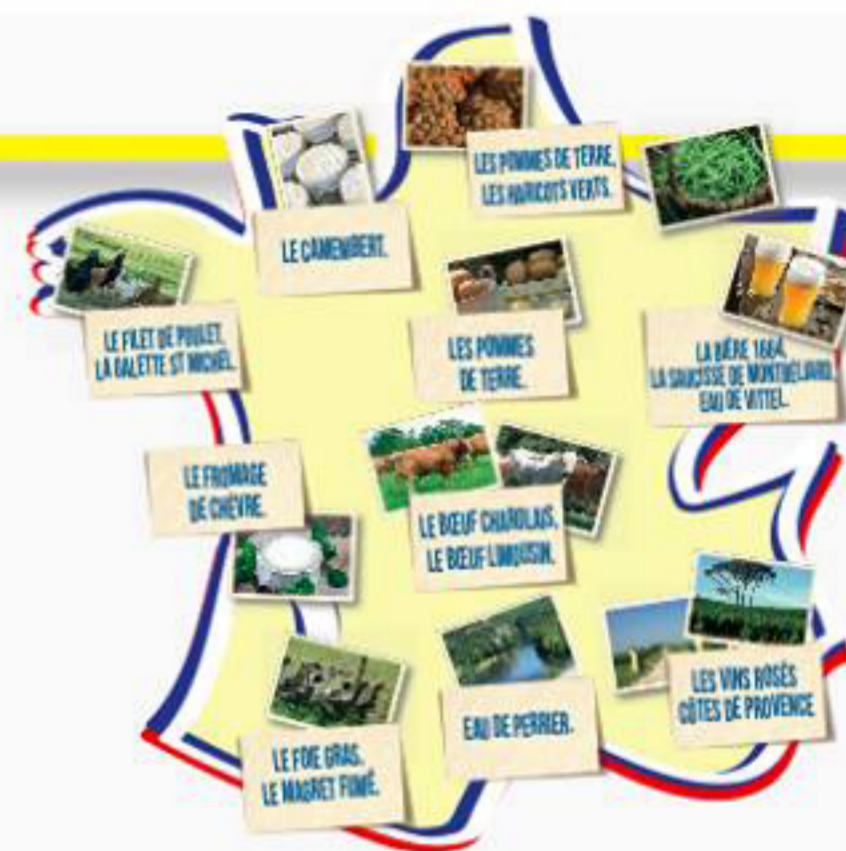 LES POMMES DE TERRE,
LES HARICOTS VERTS.
LE CAMEMBERT.
LE FILET DE POULET,
LA GALETTE ST MICHEL.
LES POMMES
DE TERRE.
LA BIÈRE 1664,
LA SAUCISSE DE MONTBÉLIARD,
EAU DE VITTEL.
LE FROMAGE
DE CHÈVRE.
LE BŒUF CHAROLAIS,
LE BŒUF LIMOUSIN.
LES VINS ROSÉS
CÔTES DE PROVENCE
EAU DE PERRIER.
LE FOIE GRAS,
LE MAGRET FUMÉ.